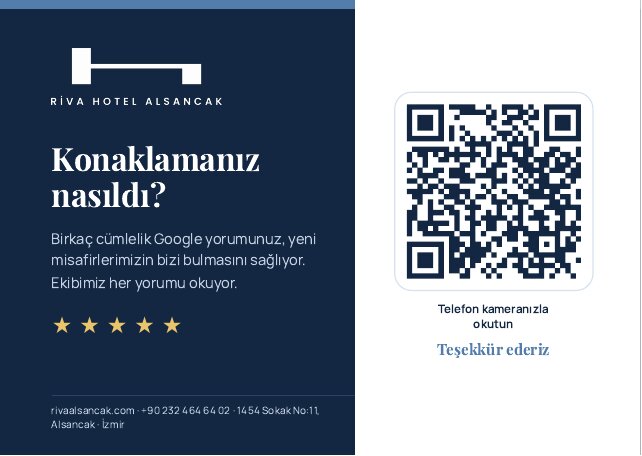 RİVA HOTEL ALSANCAK
Konaklamanız
nasıldı?
Birkaç cümlelik Google yorumunuz, yeni
misafirlerimizin bizi bulmasını sağlıyor.
Ekibimiz her yorumu okuyor.
★ ★ ★ ★ ★
rivaalsancak.com · +90 232 464 64 02 · 1454 Sokak No:11,
Alsancak · İzmir
Telefon kameranızla
okutun
Teşekkür ederiz